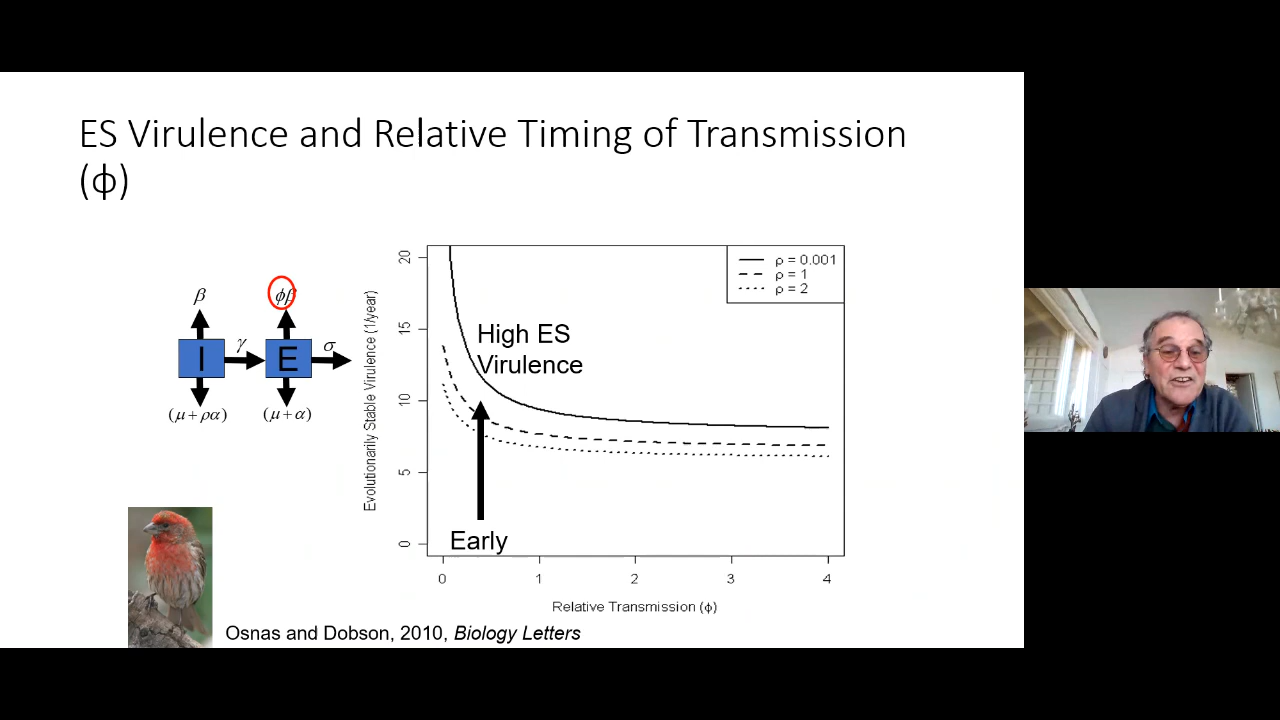 ES Virulence and Relative Timing of Transmission
(ϕ)
β
ϕβ
I
γ
E
σ
(μ+ρα)
(μ+α)
Evolutionarily Stable Virulence (1/year)
20
15
10
5
0
ρ = 0.001
ρ = 1
ρ = 2
High ES
Virulence
Early
0 1 2 3 4
Relative Transmission (ϕ)
Osnas and Dobson, 2010, Biology Letters